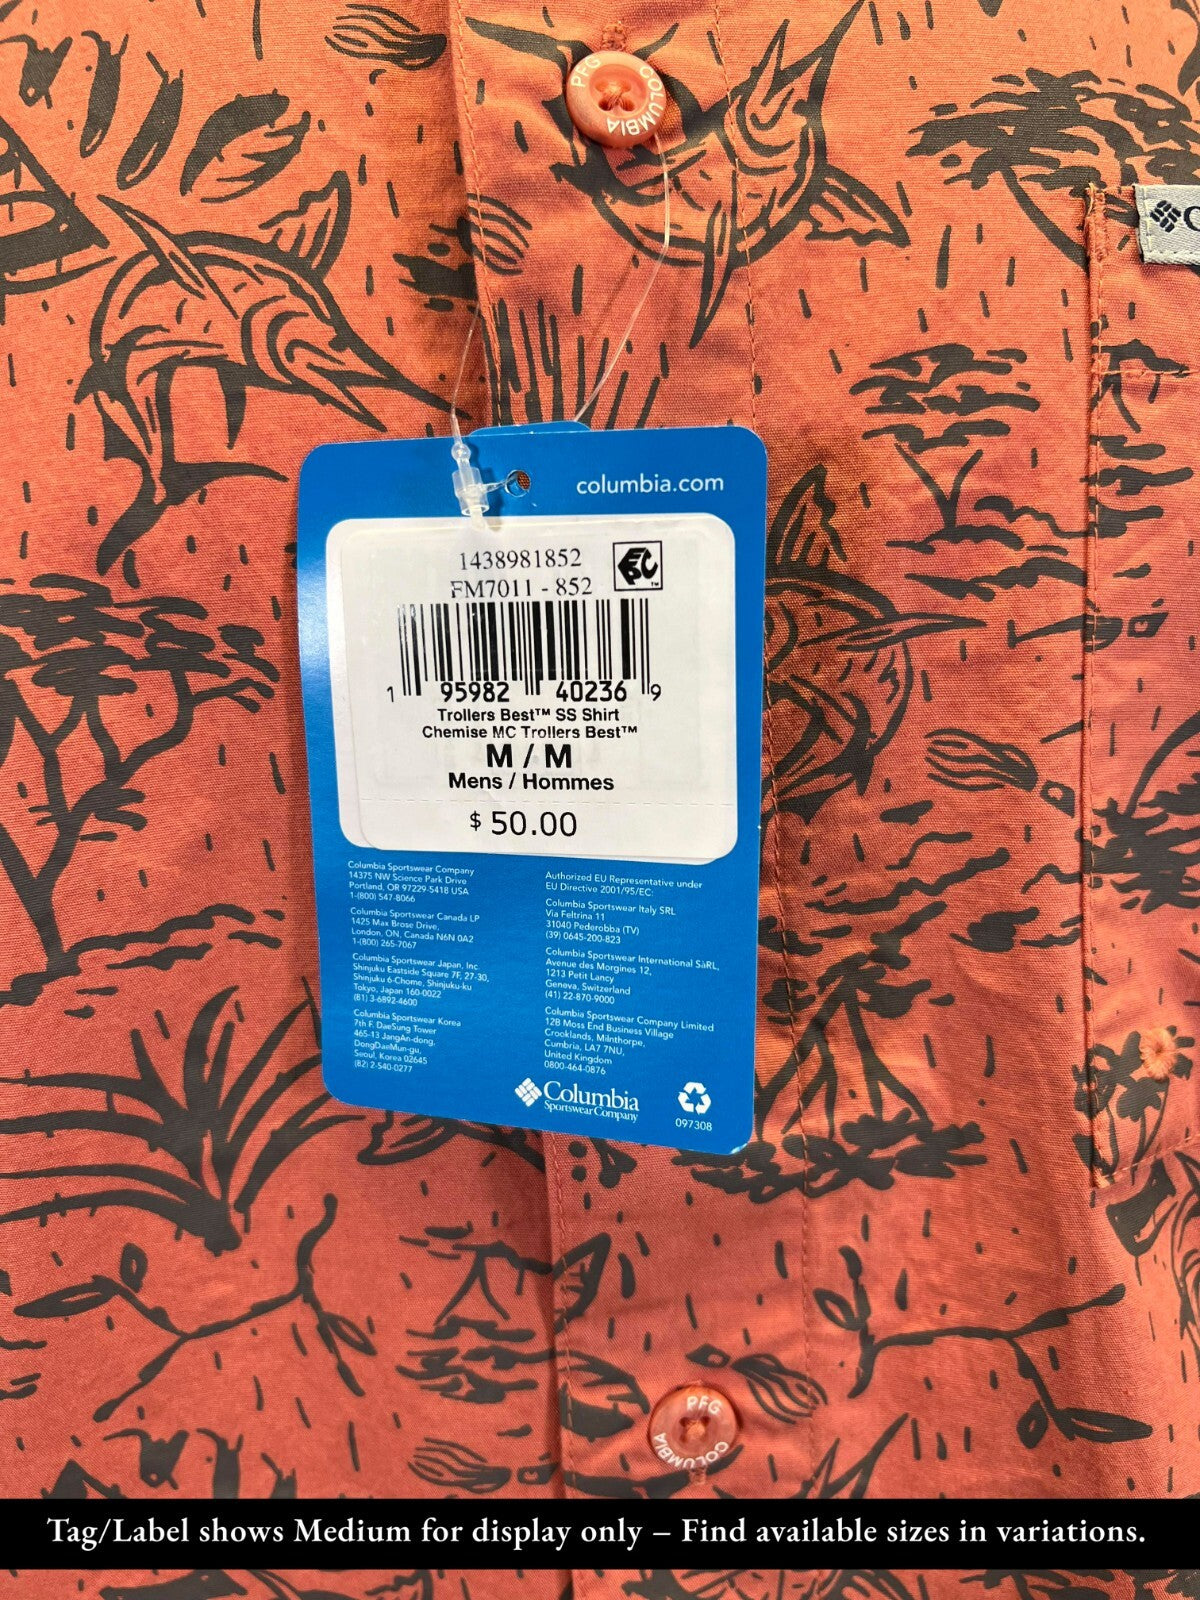 PFG COLUMBIA
columbia.com
1438981852
FM7011 - 852
EPC™
1 95982 40236 9
Trollers Best™ SS Shirt
Chemise MC Trollers Best™
M / M
Mens / Hommes
$ 50.00
Columbia Sportswear Company
14375 NW Science Park Drive
Portland, OR 97229-5418 USA
1-(800) 547-8066
Columbia Sportswear Canada LP
1425 Max Brose Drive,
London, ON, Canada N6N 0A2
1-(800) 265-7067
Columbia Sportswear Japan, Inc.
Shinjuku Eastside Square 7F, 27-30,
Shinjuku 6-Chome, Shinjuku-ku
Tokyo, Japan 160-0022
(81) 3-6892-4600
Columbia Sportswear Korea
7th F. DaeSung Tower
465-13 JangAn-dong,
DongDaeMun-gu,
Seoul, Korea 02645
(82) 2-540-0277
Authorized EU Representative under
EU Directive 2001/95/EC:
Columbia Sportswear Italy SRL
Via Feltrina 11
31040 Pederobba (TV)
(39) 0645-200-823
Columbia Sportswear International SàRL,
Avenue des Morgines 12,
1213 Petit Lancy
Geneva, Switzerland
(41) 22-870-9000
Columbia Sportswear Company Limited
12B Moss End Business Village
Crooklands, Milnthorpe,
Cumbria, LA7 7NU,
United Kingdom
0800-464-0876
Columbia
Sportswear Company
097308
PFG COLUMBIA
Tag/Label shows Medium for display only – Find available sizes in variations.